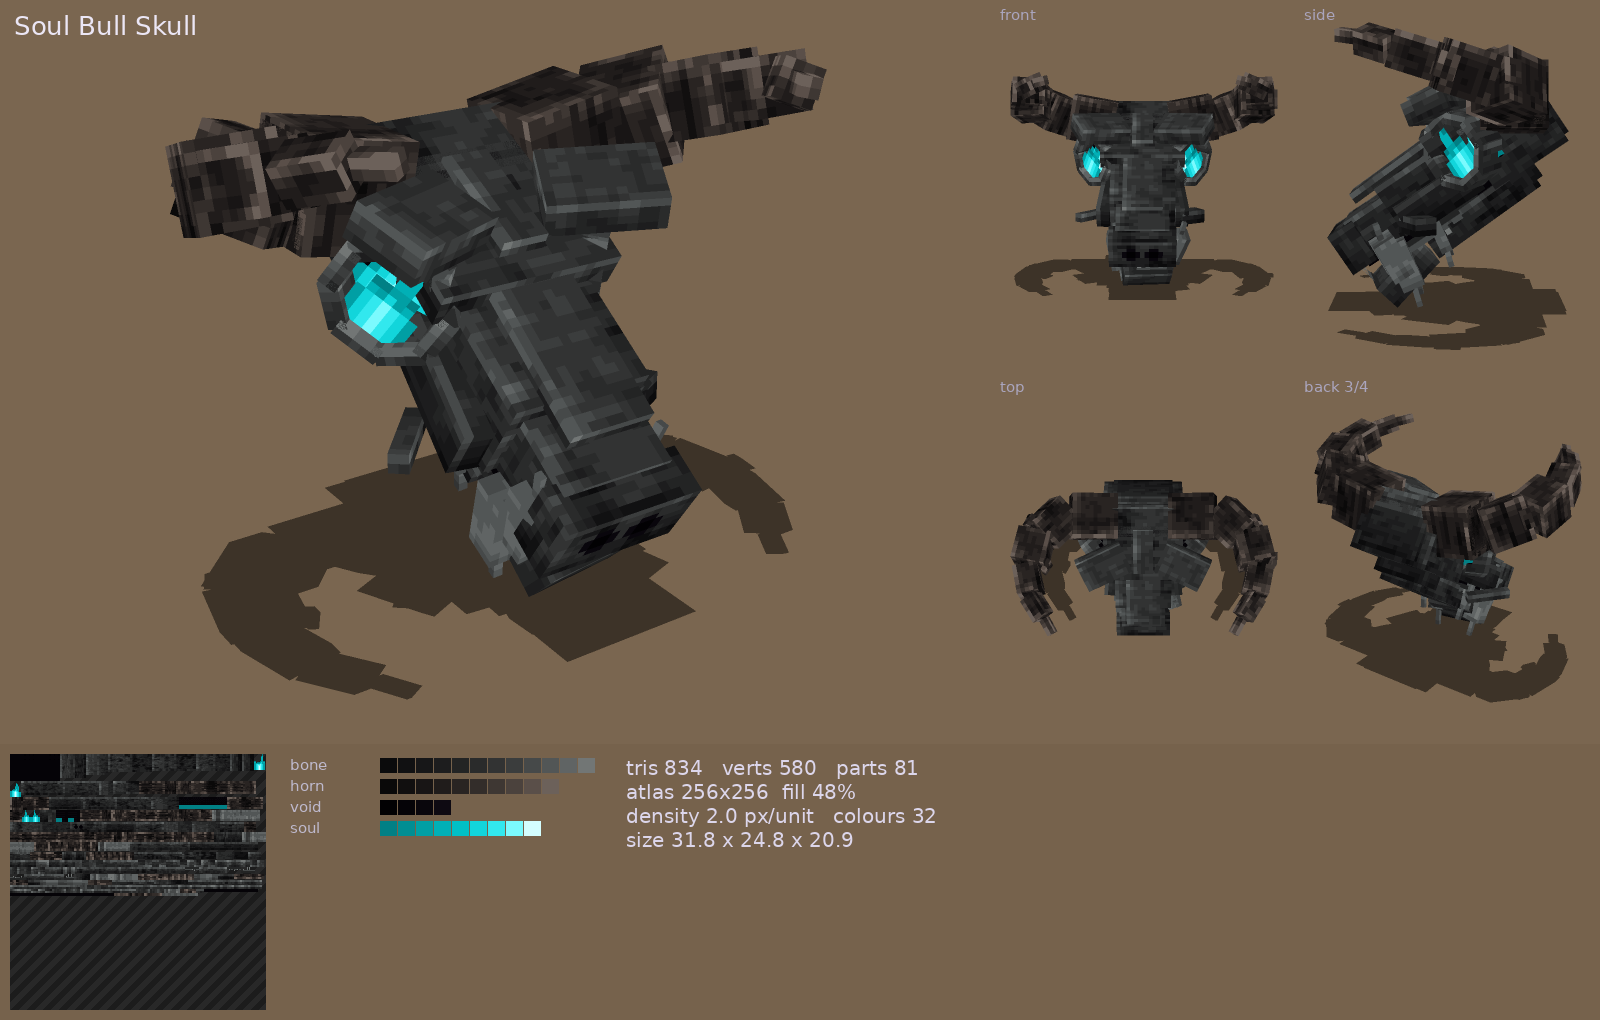 Soul Bull Skull
front
side
top
back 3/4
bone
horn
void
soul
tris 834   verts 580   parts 81
atlas 256x256  fill 48%
density 2.0 px/unit   colours 32
size 31.8 x 24.8 x 20.9